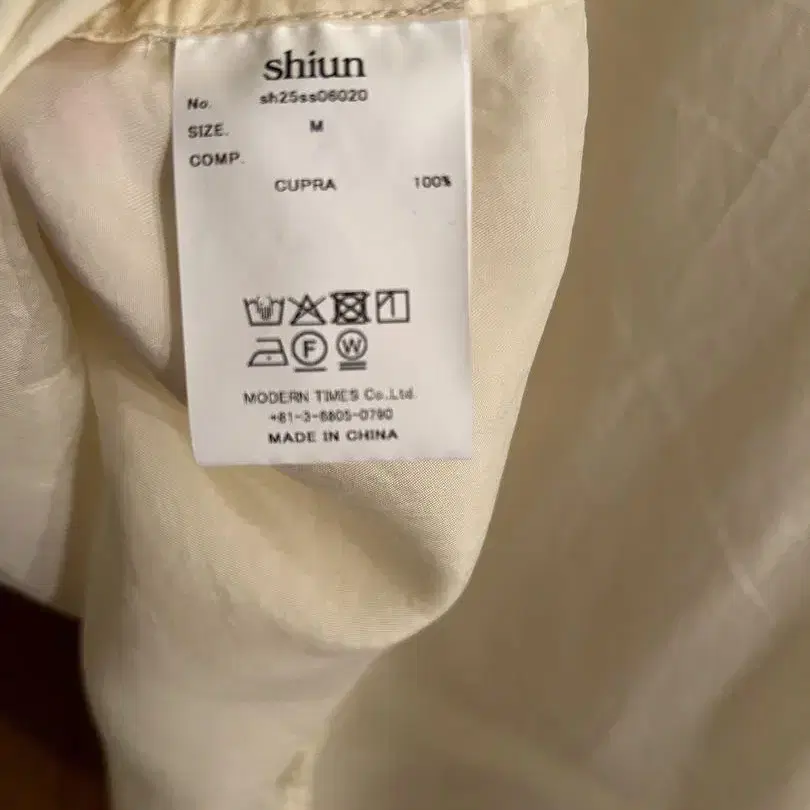 shiun
No. sh25ss06020
SIZE. M
COMP.
CUPRA 100%
F W
MODERN TIMES Co.,Ltd.
+81-3-6805-0790
MADE IN CHINA